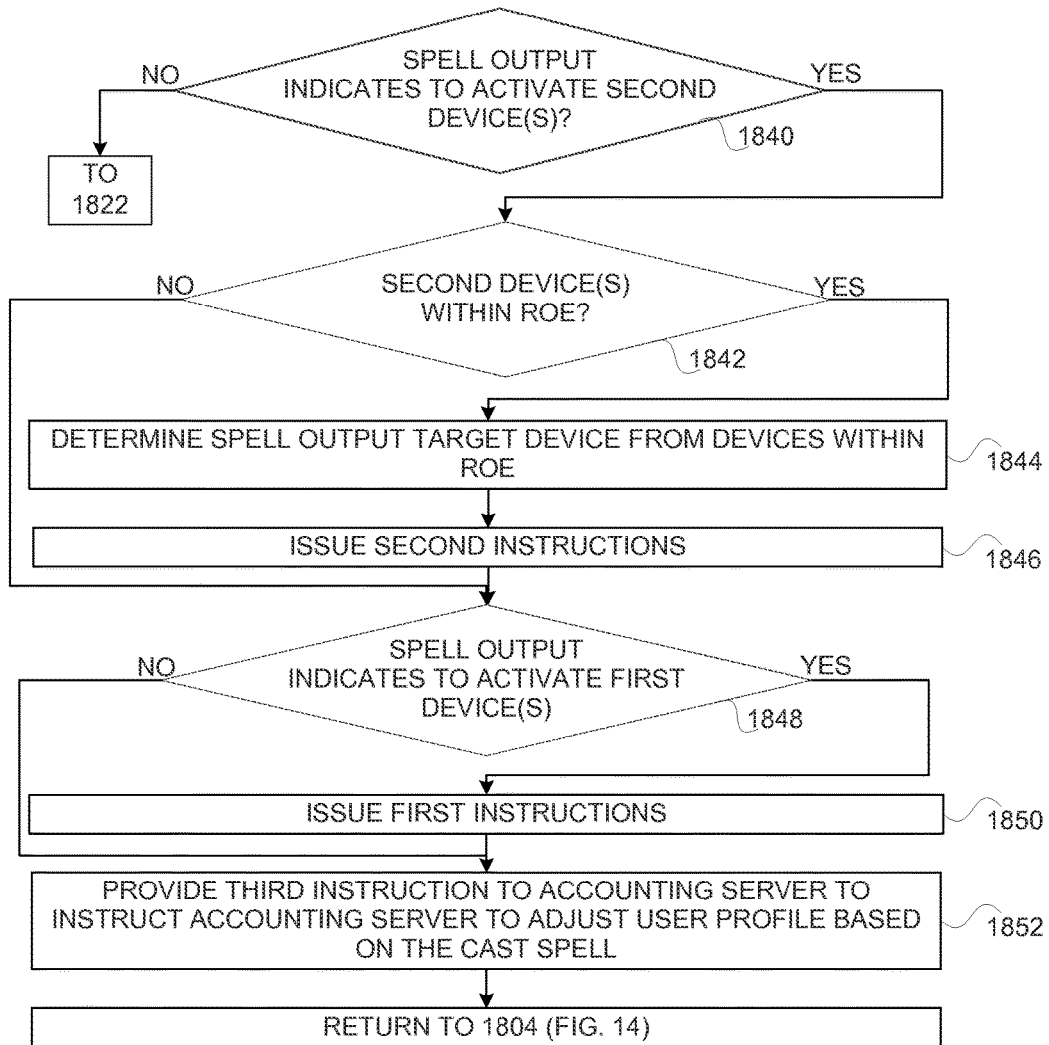 SPELL OUTPUT
INDICATES TO ACTIVATE SECOND
DEVICE(S)?
NO
YES
1840
TO
1822
SECOND DEVICE(S)
WITHIN ROE?
NO
YES
1842
DETERMINE SPELL OUTPUT TARGET DEVICE FROM DEVICES WITHIN
ROE
1844
ISSUE SECOND INSTRUCTIONS
1846
SPELL OUTPUT
INDICATES TO ACTIVATE FIRST
DEVICE(S)
NO
YES
1848
ISSUE FIRST INSTRUCTIONS
1850
PROVIDE THIRD INSTRUCTION TO ACCOUNTING SERVER TO
INSTRUCT ACCOUNTING SERVER TO ADJUST USER PROFILE BASED
ON THE CAST SPELL
1852
RETURN TO 1804 (FIG. 14)